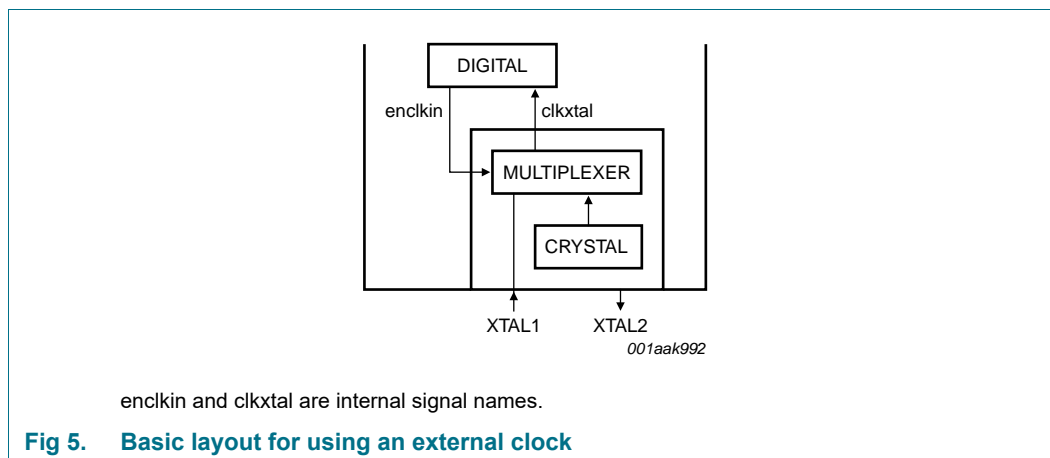 DIGITAL
enclkin
clkxtal
MULTIPLEXER
CRYSTAL
XTAL1
XTAL2
001aak992
enclkin and clkxtal are internal signal names.
Fig 5. Basic layout for using an external clock